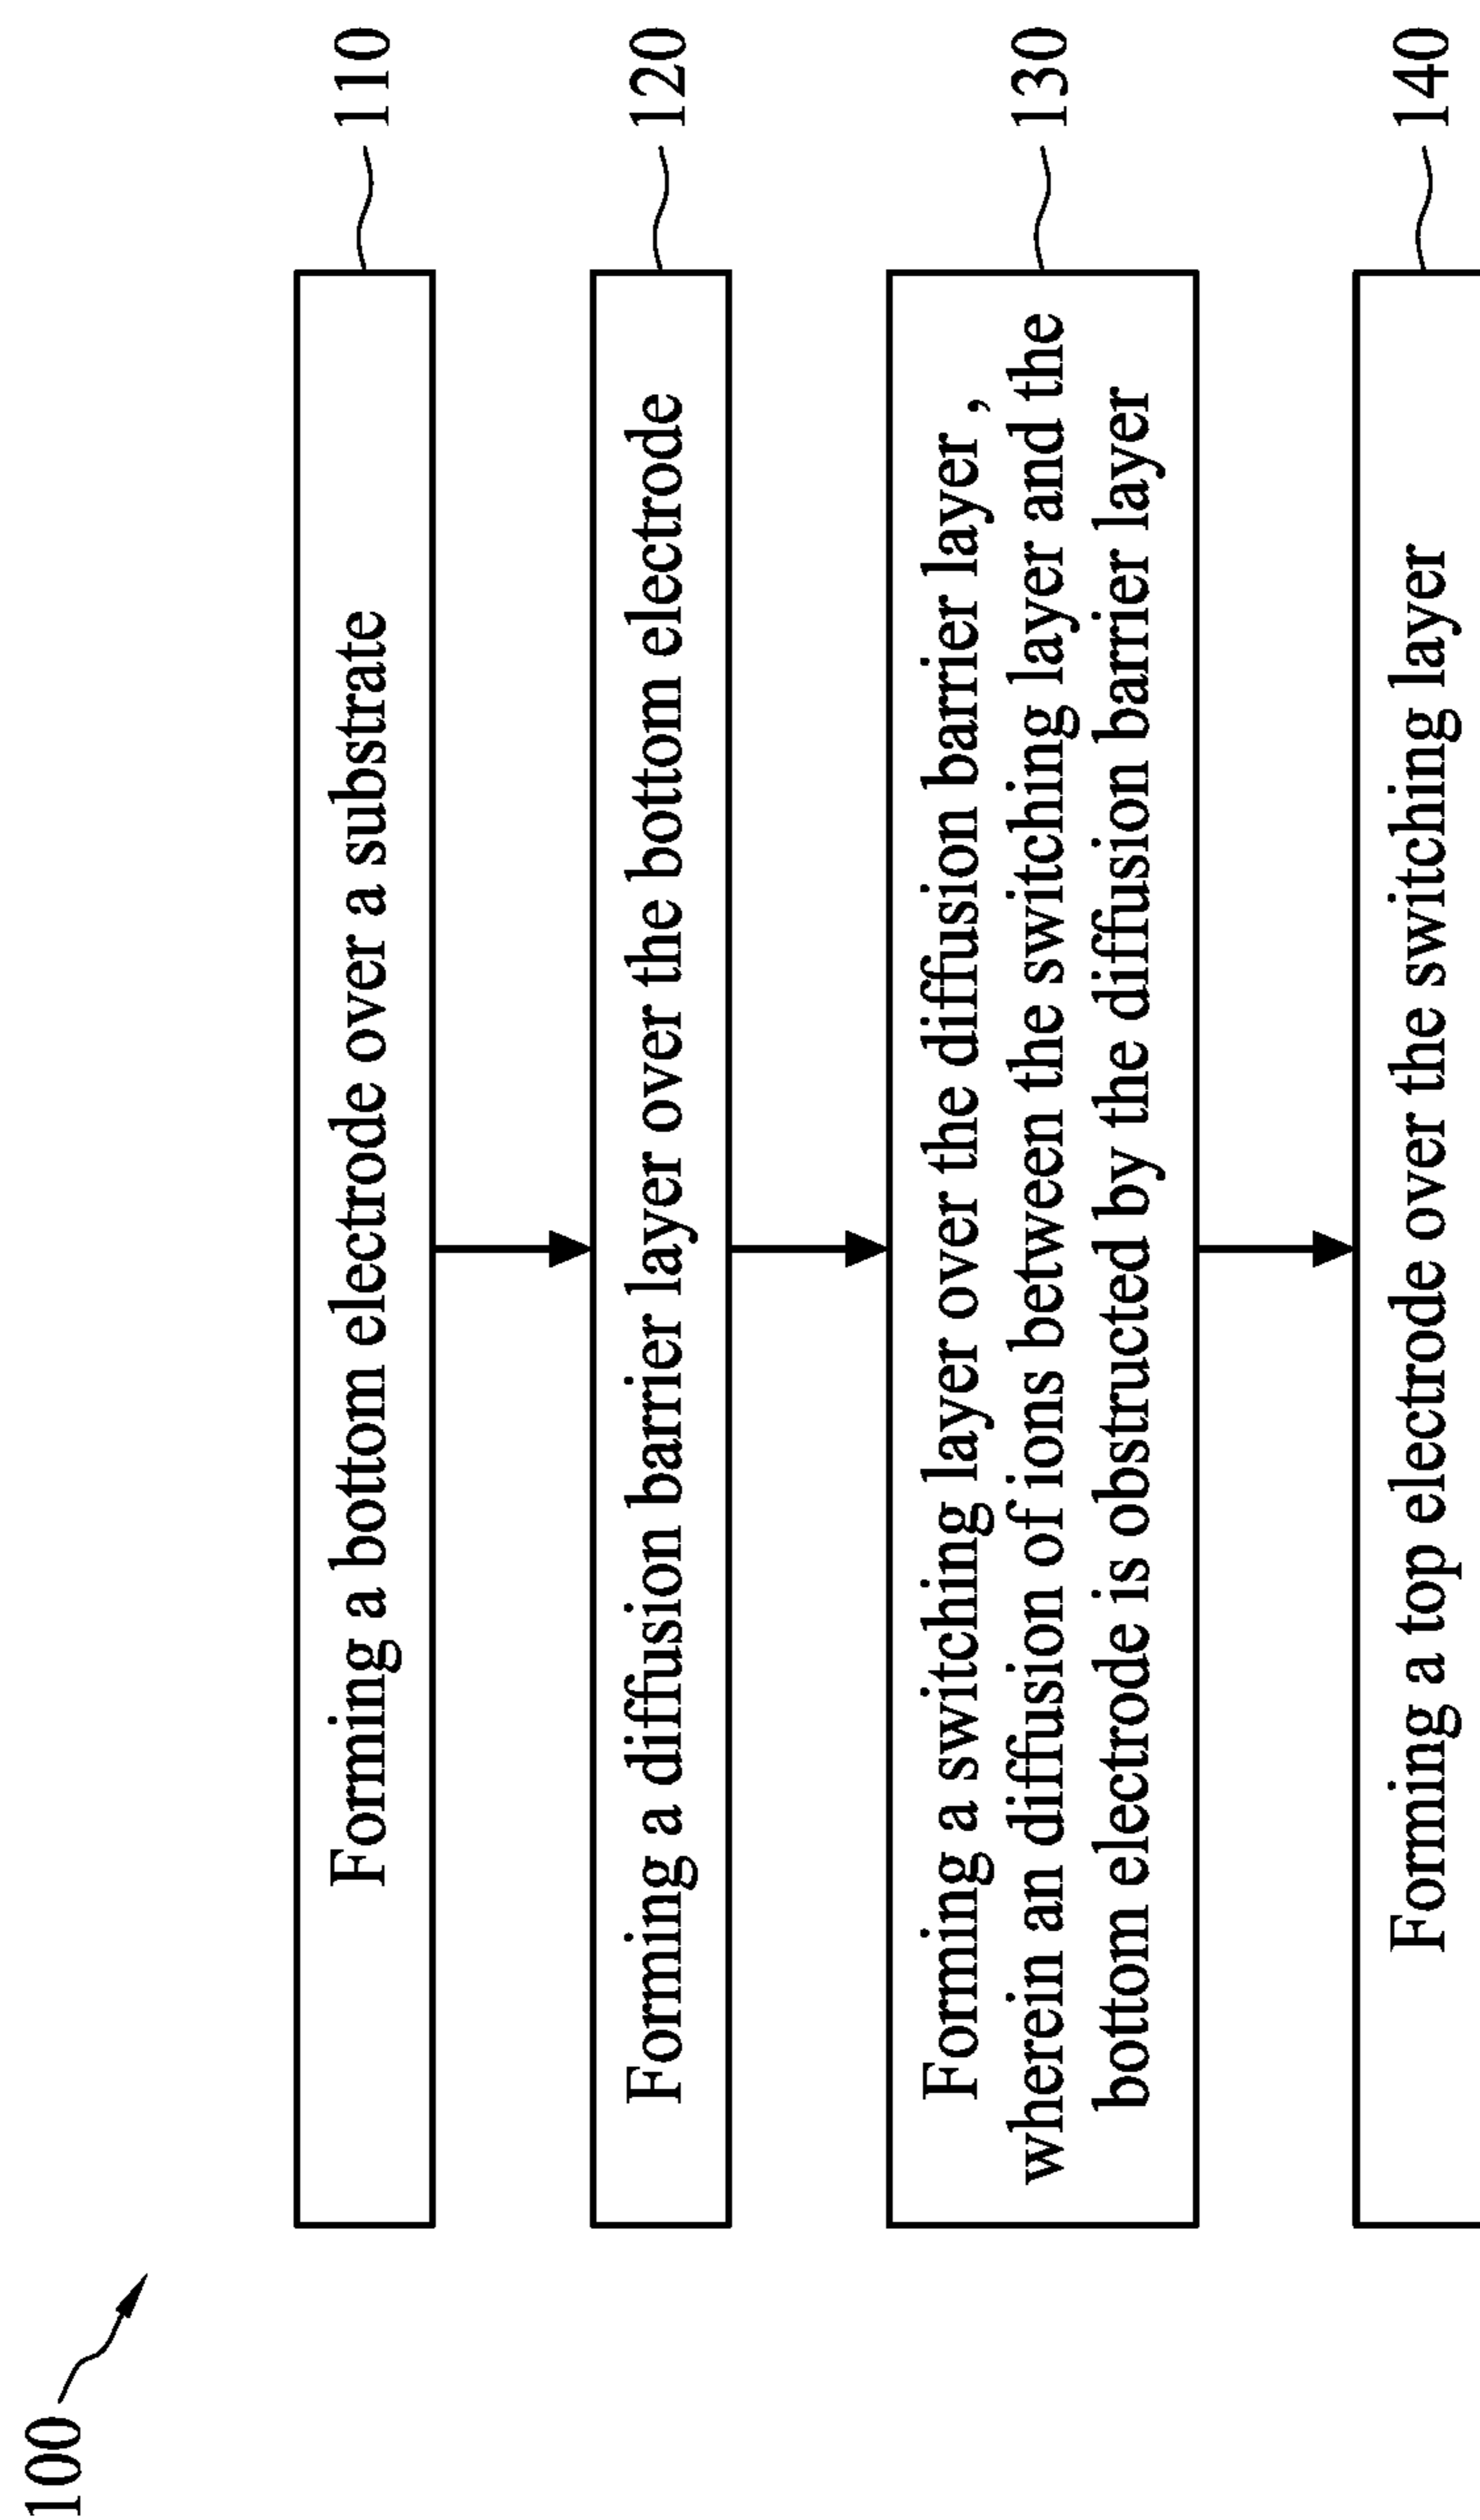 100
Forming a bottom electrode over a substrate
110
Forming a diffusion barrier layer over the bottom electrode
120
Forming a switching layer over the diffusion barrier layer,
wherein an diffusion of ions between the switching layer and the
bottom electrode is obstructed by the diffusion barrier layer
130
Forming a top electrode over the switching layer
140